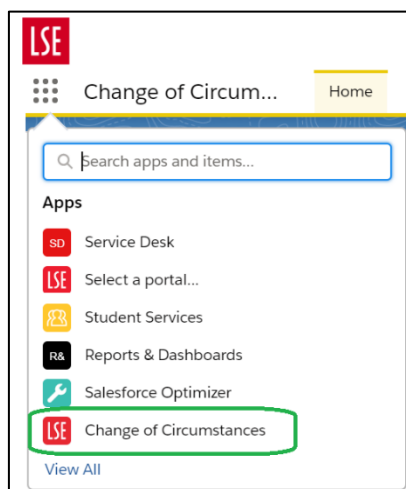 LSE
Change of Circum... Home
Search apps and items...
Apps
SD Service Desk
LSE Select a portal...
Student Services
R& Reports & Dashboards
Salesforce Optimizer
LSE Change of Circumstances
View All